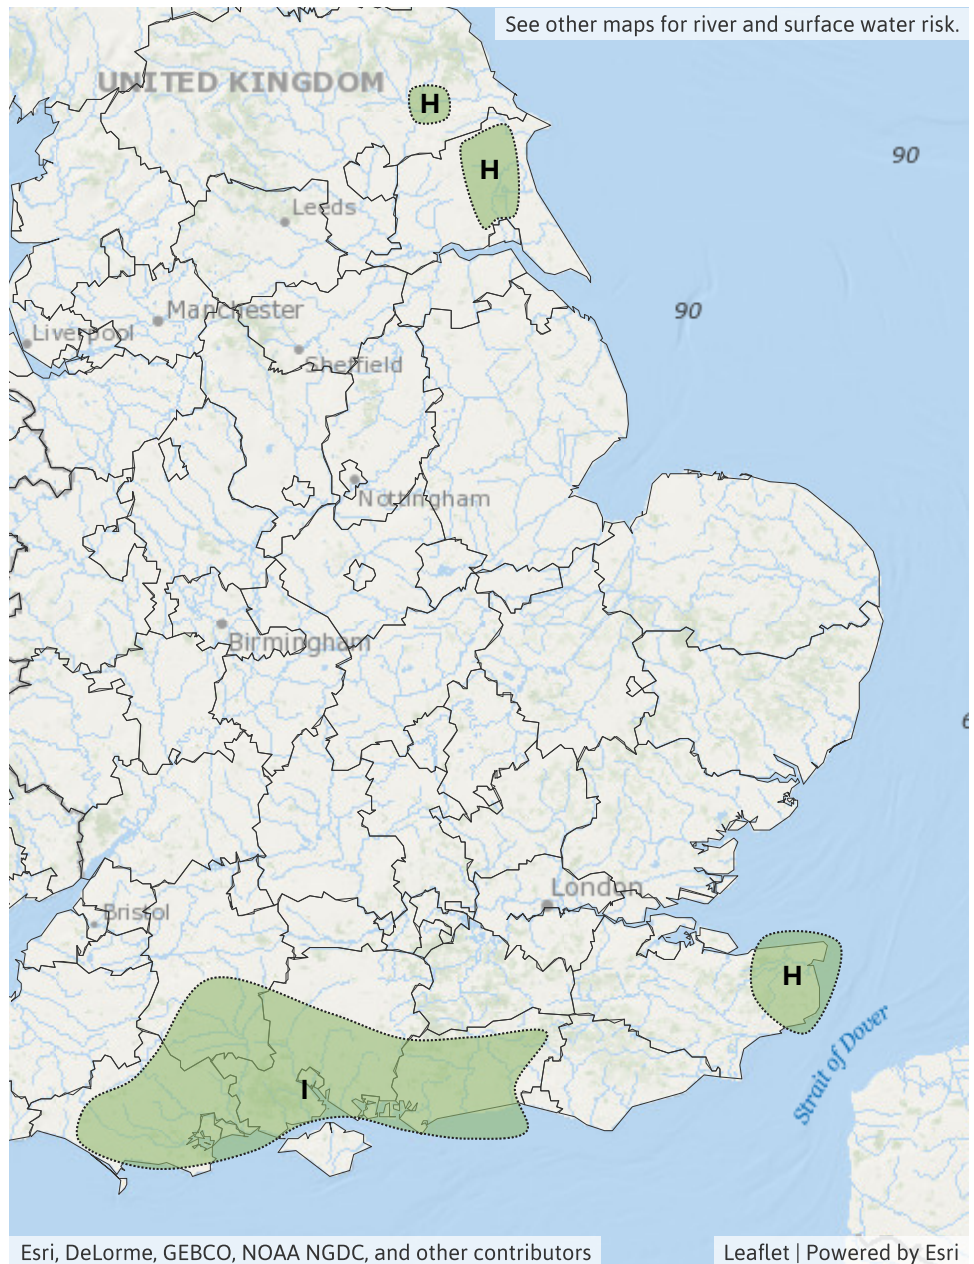 See other maps for river and surface water risk.
UNITED KINGDOM
H
90
H
Leeds
90
Manchester
Liverpool
Sheffield
Nottingham
Birmingham
6
London
Bristol
H
Strait of Dover
I
Esri, DeLorme, GEBCO, NOAA NGDC, and other contributors
Leaflet | Powered by Esri